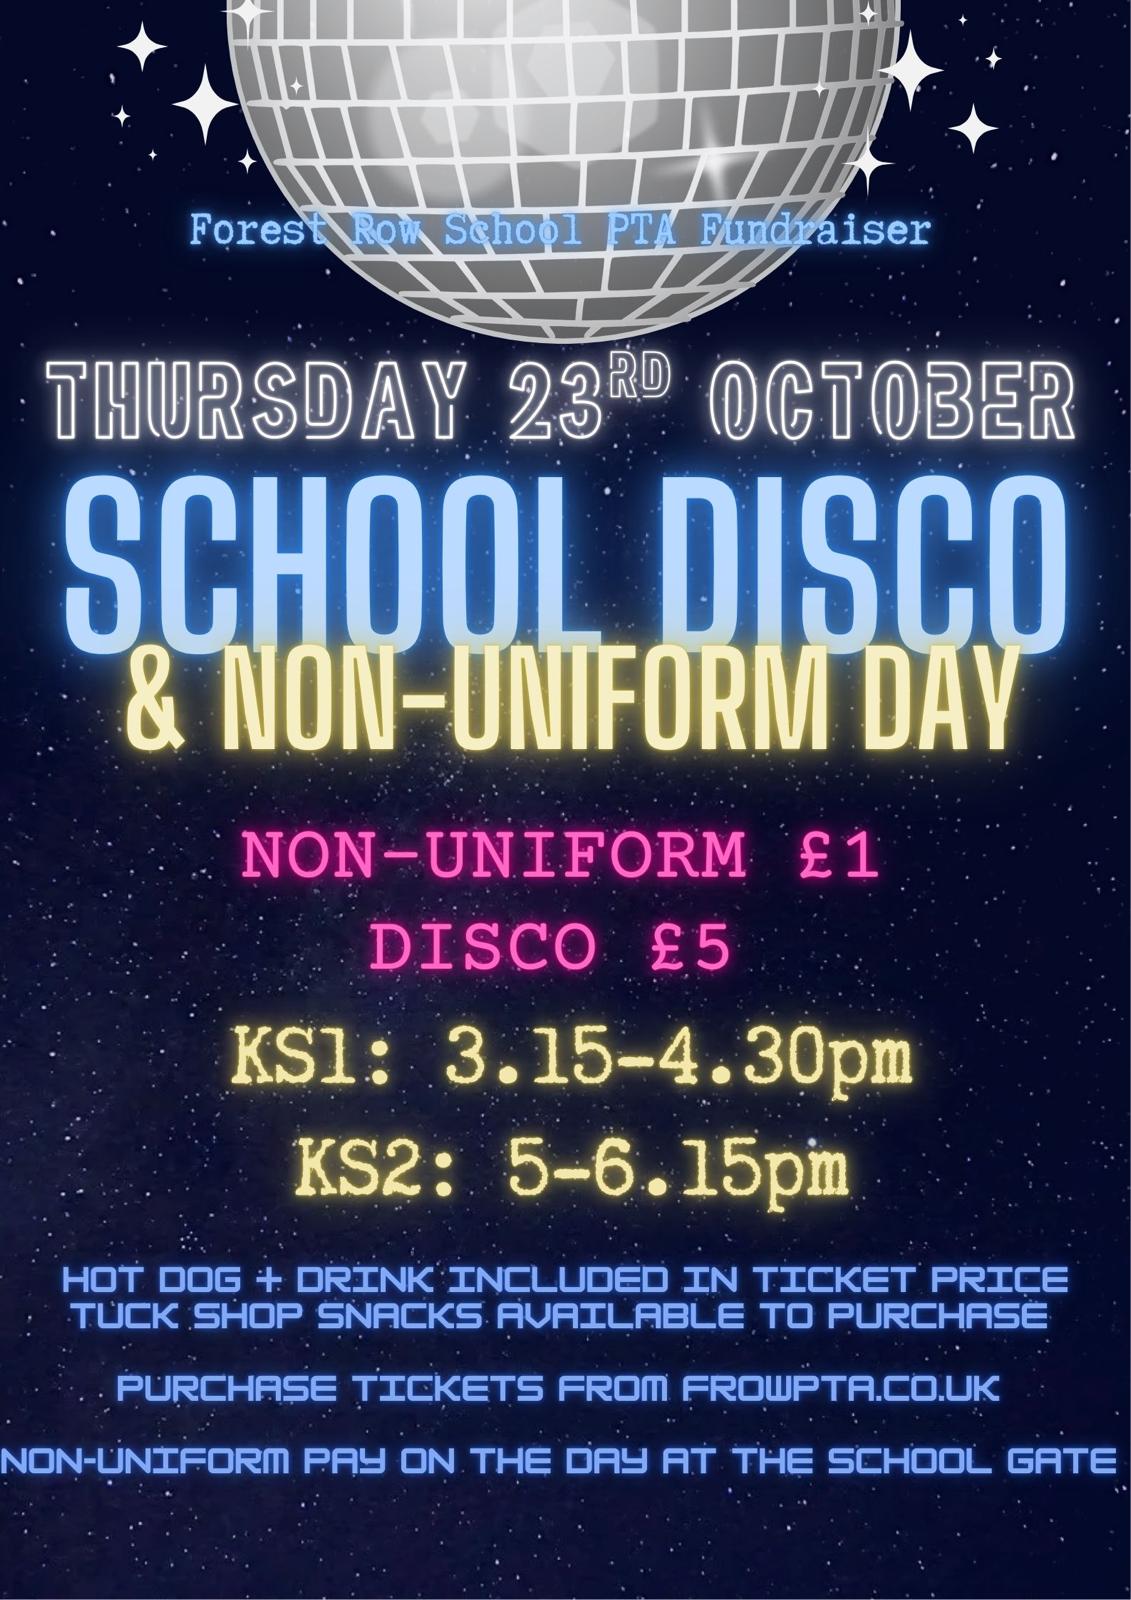 Forest Row School PTA Fundraiser
THURSDAY 23RD OCTOBER
SCHOOL DISCO
& NON-UNIFORM DAY
NON-UNIFORM £1
DISCO £5
KS1: 3.15-4.30pm
KS2: 5-6.15pm
HOT DOG + DRINK INCLUDED IN TICKET PRICE
TUCK SHOP SNACKS AVAILABLE TO PURCHASE
PURCHASE TICKETS FROM FROWPTA.CO.UK
NON-UNIFORM PAY ON THE DAY AT THE SCHOOL GATE